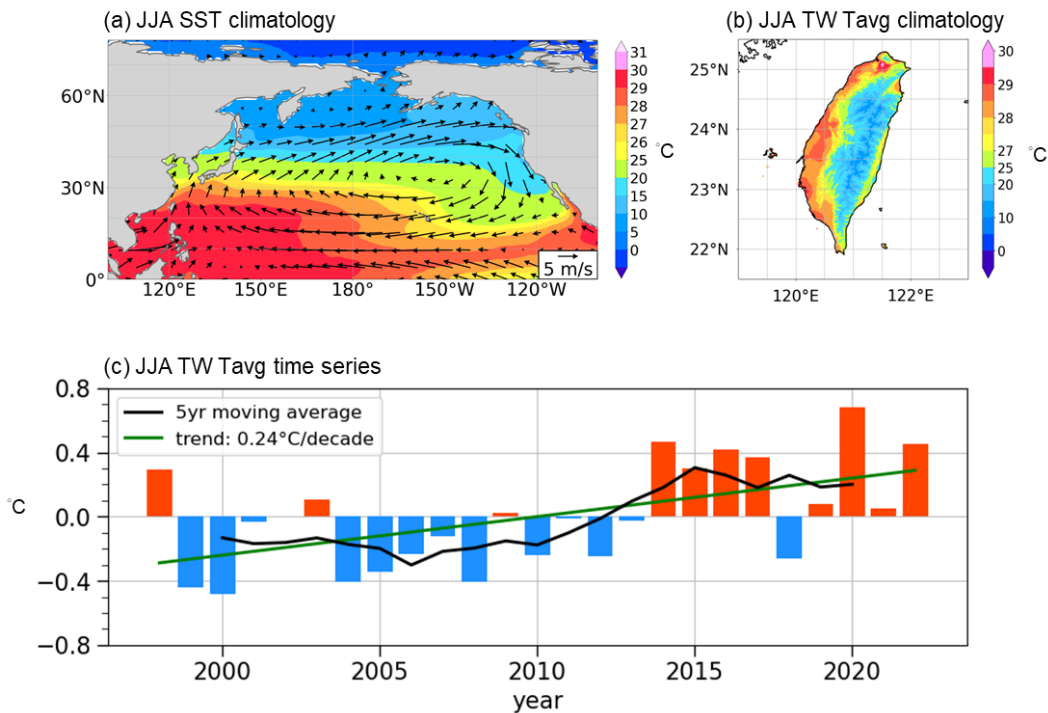 (a) JJA SST climatology
60°N
30°N
0°
120°E
150°E
180°
150°W
120°W
5 m/s
31
30
29
28
27
26
25
20
15
10
5
0
°C
(b) JJA TW Tavg climatology
25°N
24°N
23°N
22°N
120°E
122°E
30
29
28
27
25
20
10
0
°C
(c) JJA TW Tavg time series
0.8
0.4
0.0
−0.4
−0.8
°C
5yr moving average
trend: 0.24°C/decade
2000
2005
2010
2015
2020
year